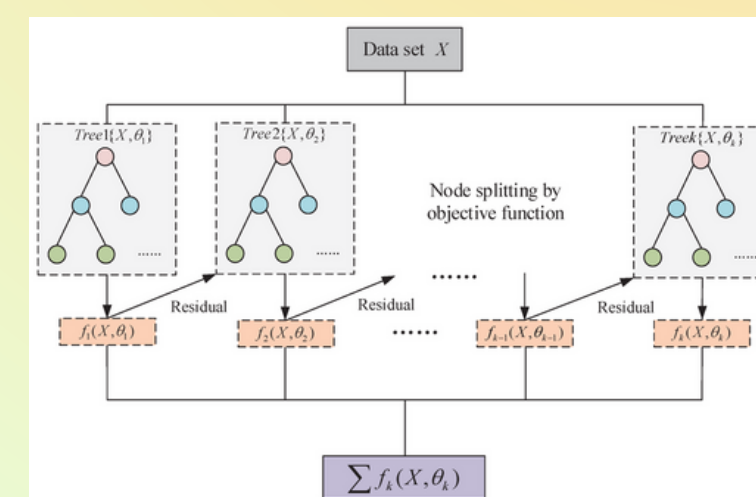 Data set X
Tree1{X,θ₁}
Tree2{X,θ₂}
Treek{X,θₖ}
Node splitting by
objective function
......
......
......
......
Residual
Residual
Residual
f₁(X,θ₁)
f₂(X,θ₂)
......
fₖ₋₁(X,θₖ₋₁)
fₖ(X,θₖ)
∑ fₖ(X,θₖ)